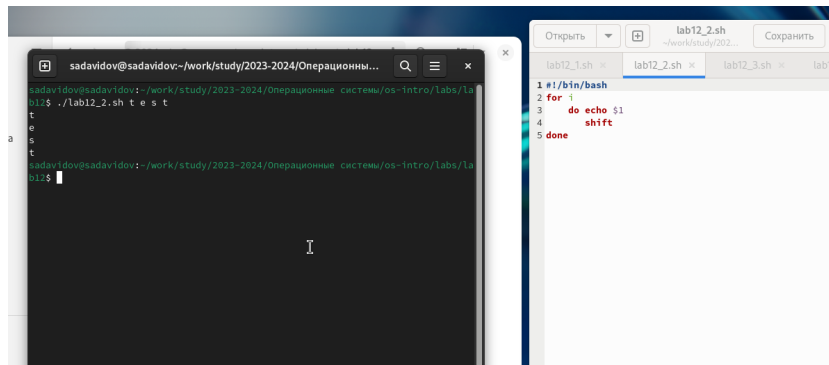 sadavidov@sadavidov:~/work/study/2023-2024/Операционны...
sadavidov@sadavidov:~/work/study/2023-2024/Операционные системы/os-intro/labs/la
b12$ ./lab12_2.sh t e s t
t
e
s
t
sadavidov@sadavidov:~/work/study/2023-2024/Операционные системы/os-intro/labs/la
b12$
а
Открыть
lab12_2.sh
~/work/study/202...
Сохранить
lab12_1.sh
lab12_2.sh
lab12_3.sh
lab
1 #!/bin/bash
2 for i
3 do echo $1
4 shift
5 done